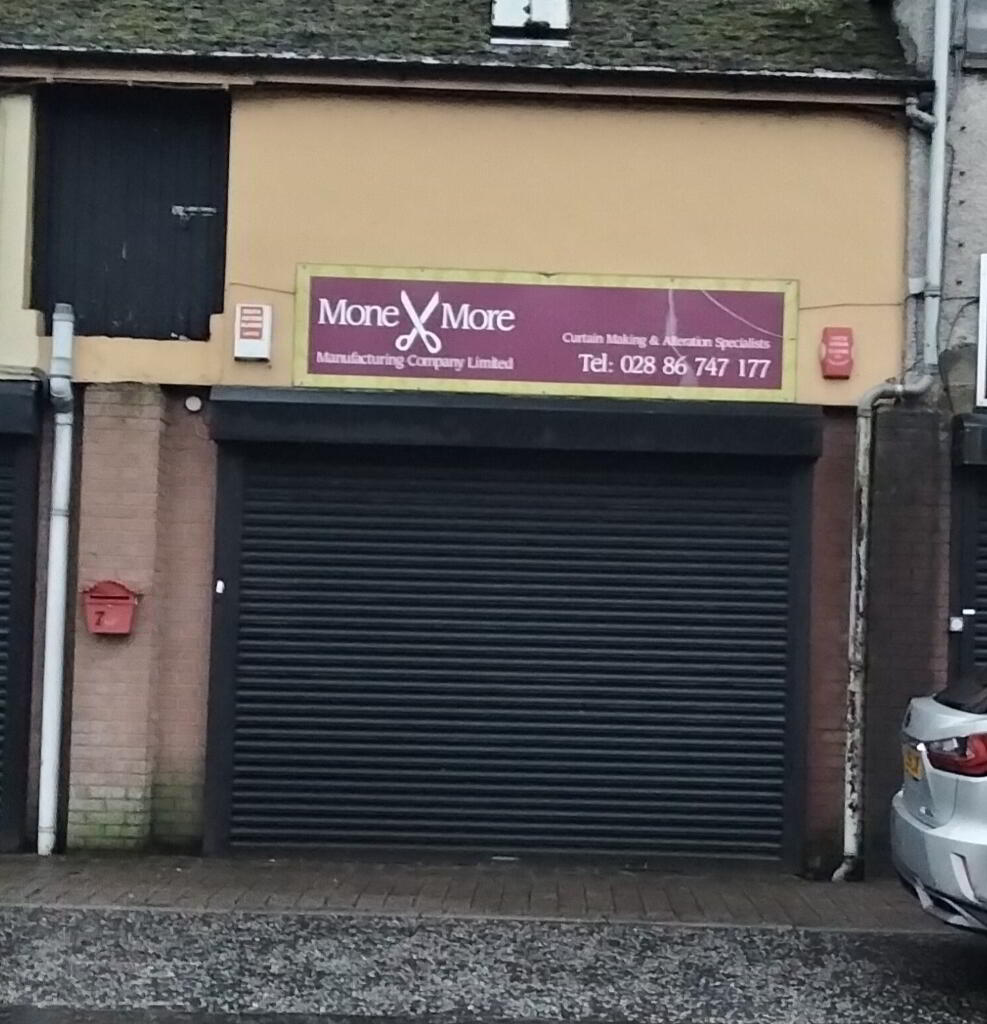 Mone More
Manufacturing Company Limited
Curtain Making & Alteration Specialists
Tel: 028 86 747 177
7